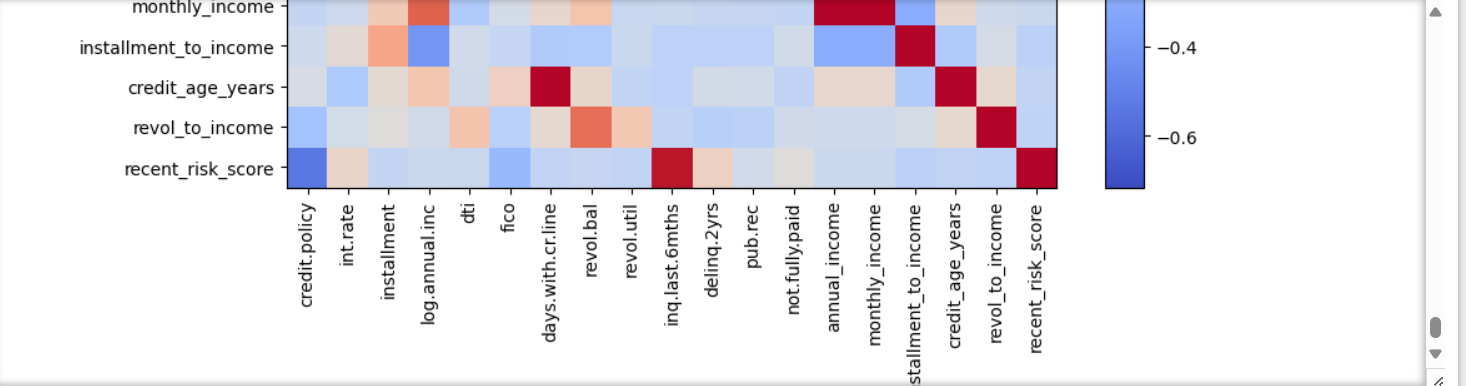 monthly_income
installment_to_income
−0.4
credit_age_years
revol_to_income
−0.6
recent_risk_score
credit.policy
int.rate
installment
log.annual.inc
dti
fico
days.with.cr.line
revol.bal
revol.util
inq.last.6mths
delinq.2yrs
pub.rec
not.fully.paid
annual_income
monthly_income
stallment_to_income
credit_age_years
revol_to_income
recent_risk_score